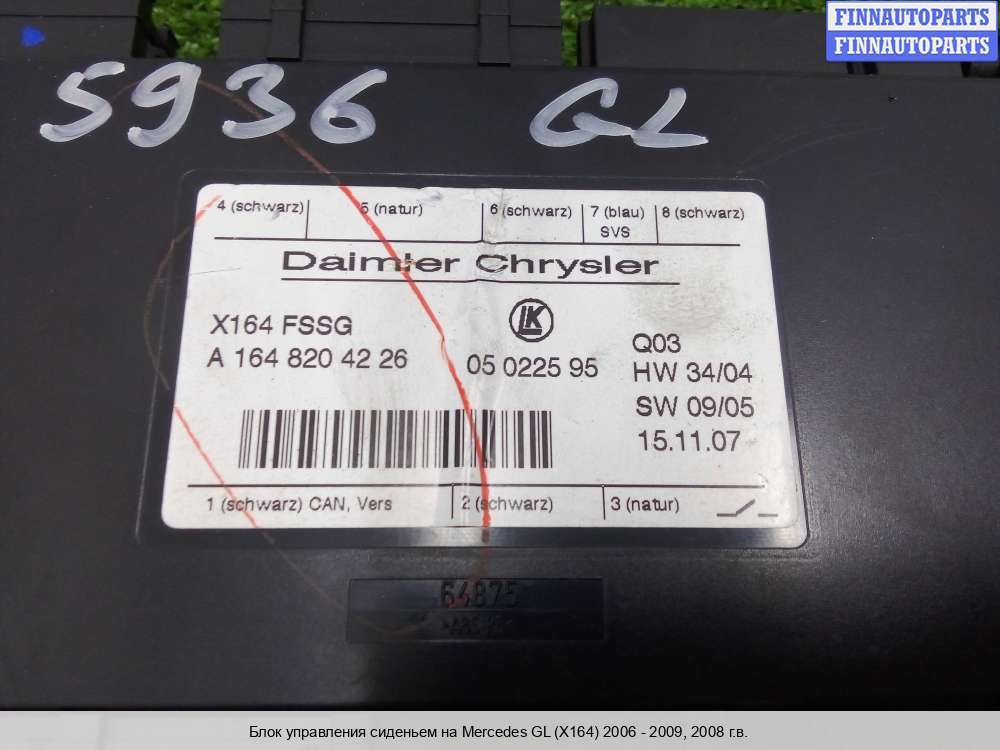 FINNAUTOPARTS
FINNAUTOPARTS
5936 GL
4 (schwarz) 5 (natur) 6 (schwarz) 7 (blau) 8 (schwarz)
SVS
Daimler Chrysler
X164 FSSG
LK
Q03
A 164 820 42 26
05 0225 95
HW 34/04
SW 09/05
15.11.07
1 (schwarz) CAN, Vers 2 (schwarz) 3 (natur)
64875
Блок управления сиденьем на Mercedes GL (X164) 2006 - 2009, 2008 г.в.